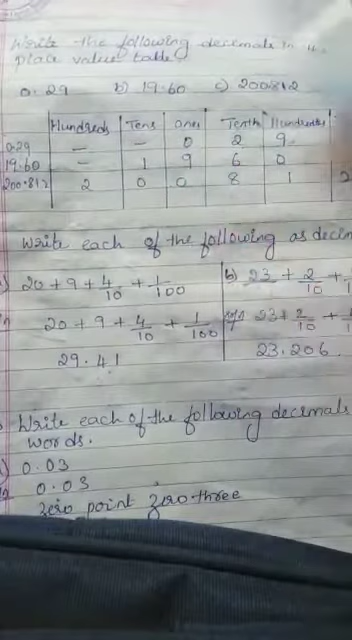 Write the following decimals in
place value table
0.29 b) 19.60 c) 200.812
Hundreds Tens Ones Tenth Hundredths
0.29 – – 0 2 9
19.60 – 1 9 6 0
200.812 2 0 0 8 1 2
Write each of the following as decim
20 + 9 + 4/10 + 1/100 b) 23 + 2/10 +
20 + 9 + 4/10 + 1/100 23 + 2/10 +
29.41 23.206
Write each of the following decimals
words.
0.03
0.03
Zero point zero three